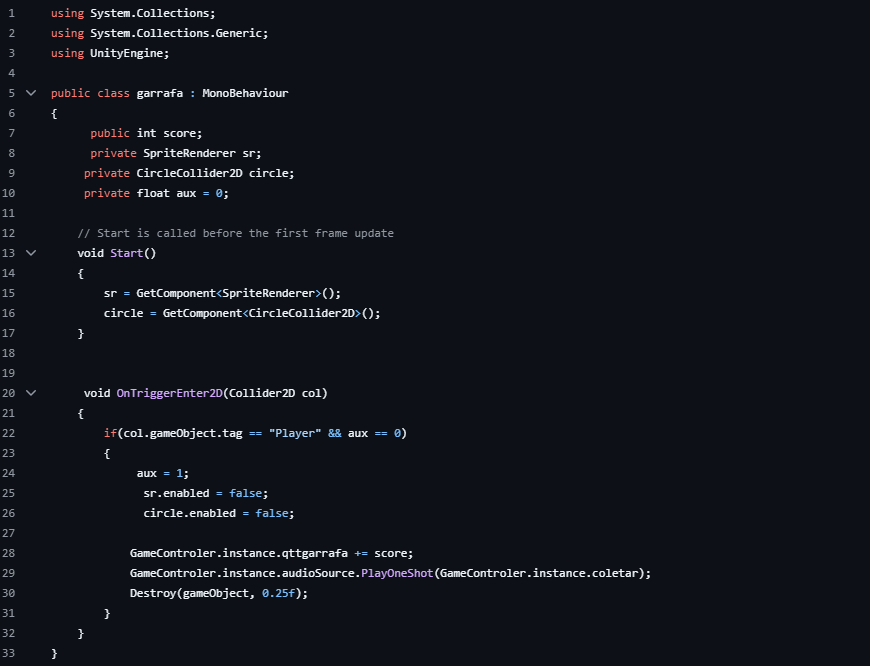 1 using System.Collections;
2 using System.Collections.Generic;
3 using UnityEngine;
4
5 public class garrafa : MonoBehaviour
6 {
7 public int score;
8 private SpriteRenderer sr;
9 private CircleCollider2D circle;
10 private float aux = 0;
11
12 // Start is called before the first frame update
13 void Start()
14 {
15 sr = GetComponent<SpriteRenderer>();
16 circle = GetComponent<CircleCollider2D>();
17 }
18
19
20 void OnTriggerEnter2D(Collider2D col)
21 {
22 if(col.gameObject.tag == "Player" && aux == 0)
23 {
24 aux = 1;
25 sr.enabled = false;
26 circle.enabled = false;
27
28 GameControler.instance.qttgarrafa += score;
29 GameControler.instance.audioSource.PlayOneShot(GameControler.instance.coletar);
30 Destroy(gameObject, 0.25f);
31 }
32 }
33 }